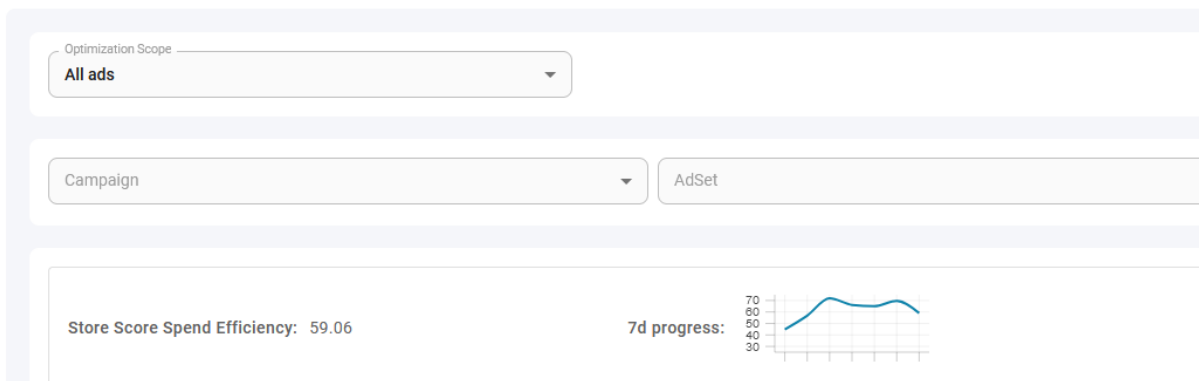 Optimization Scope
All ads
Campaign
AdSet
Store Score Spend Efficiency: 59.06
7d progress:
70
60
50
40
30